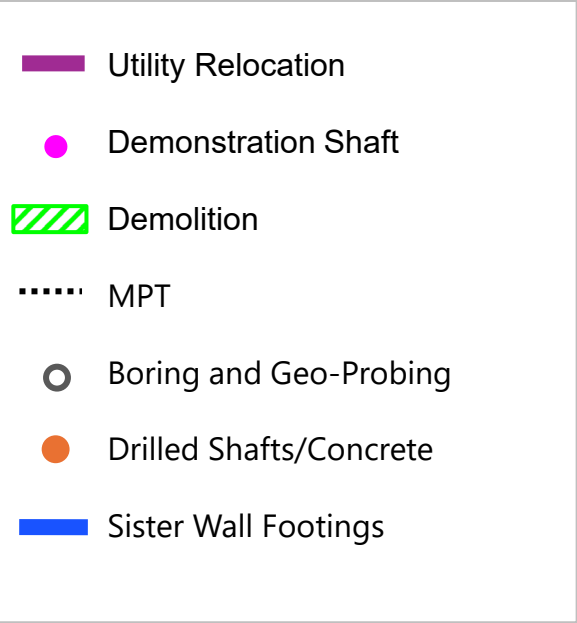 Utility Relocation
Demonstration Shaft
Demolition
MPT
Boring and Geo-Probing
Drilled Shafts/Concrete
Sister Wall Footings